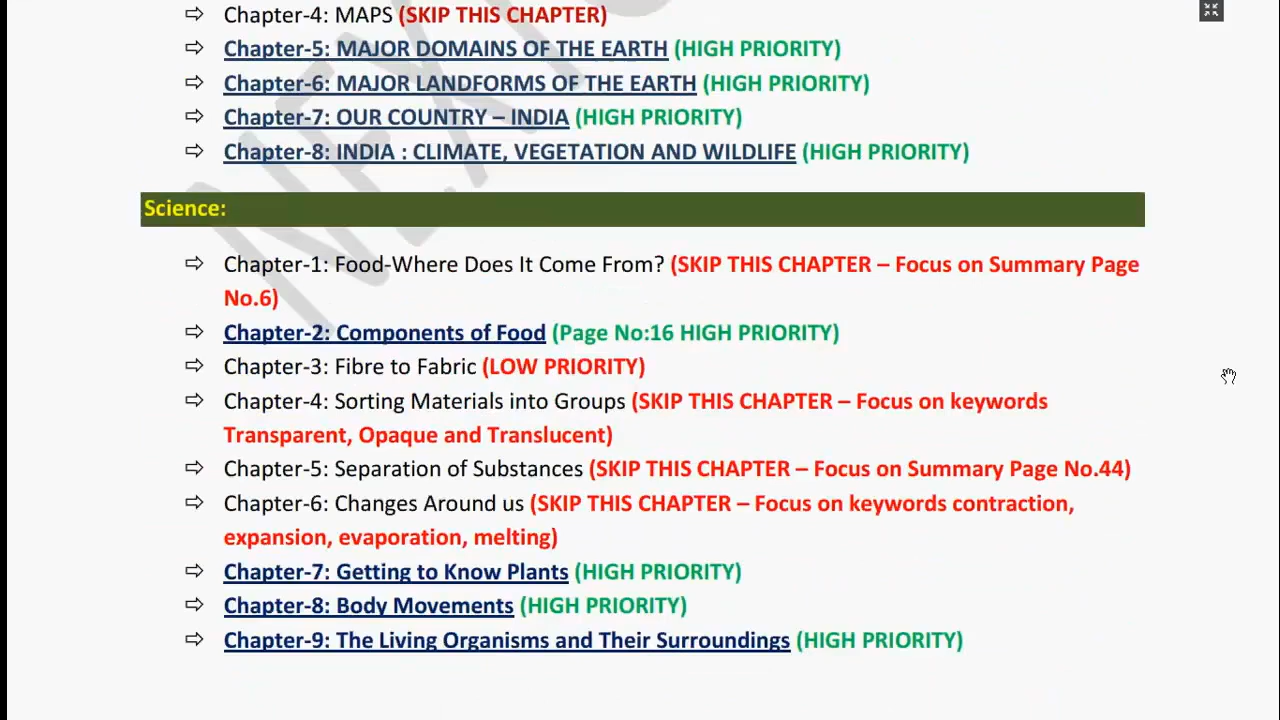 ⇨ Chapter-4: MAPS (SKIP THIS CHAPTER)
⇨ Chapter-5: MAJOR DOMAINS OF THE EARTH (HIGH PRIORITY)
⇨ Chapter-6: MAJOR LANDFORMS OF THE EARTH (HIGH PRIORITY)
⇨ Chapter-7: OUR COUNTRY – INDIA (HIGH PRIORITY)
⇨ Chapter-8: INDIA : CLIMATE, VEGETATION AND WILDLIFE (HIGH PRIORITY)
Science:
⇨ Chapter-1: Food-Where Does It Come From? (SKIP THIS CHAPTER – Focus on Summary Page
No.6)
⇨ Chapter-2: Components of Food (Page No:16 HIGH PRIORITY)
⇨ Chapter-3: Fibre to Fabric (LOW PRIORITY)
⇨ Chapter-4: Sorting Materials into Groups (SKIP THIS CHAPTER – Focus on keywords
Transparent, Opaque and Translucent)
⇨ Chapter-5: Separation of Substances (SKIP THIS CHAPTER – Focus on Summary Page No.44)
⇨ Chapter-6: Changes Around us (SKIP THIS CHAPTER – Focus on keywords contraction,
expansion, evaporation, melting)
⇨ Chapter-7: Getting to Know Plants (HIGH PRIORITY)
⇨ Chapter-8: Body Movements (HIGH PRIORITY)
⇨ Chapter-9: The Living Organisms and Their Surroundings (HIGH PRIORITY)